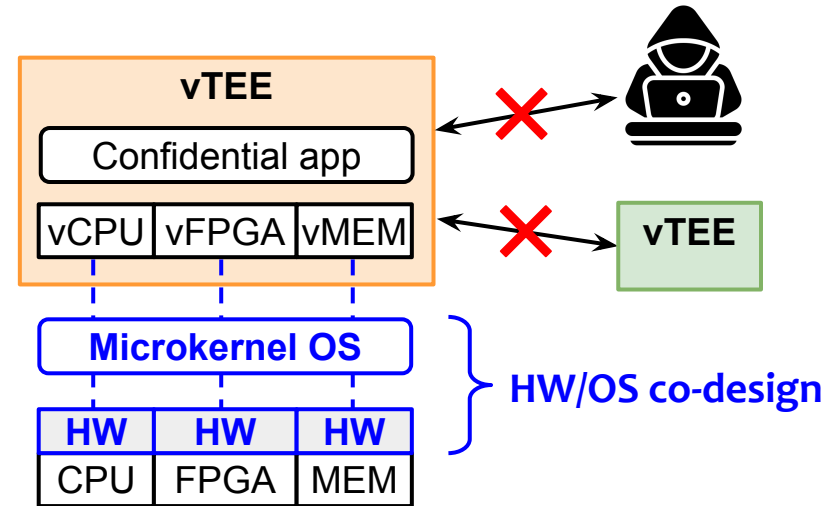 vTEE
Confidential app
vCPU vFPGA vMEM
vTEE
Microkernel OS
HW/OS co-design
HW HW HW
CPU FPGA MEM